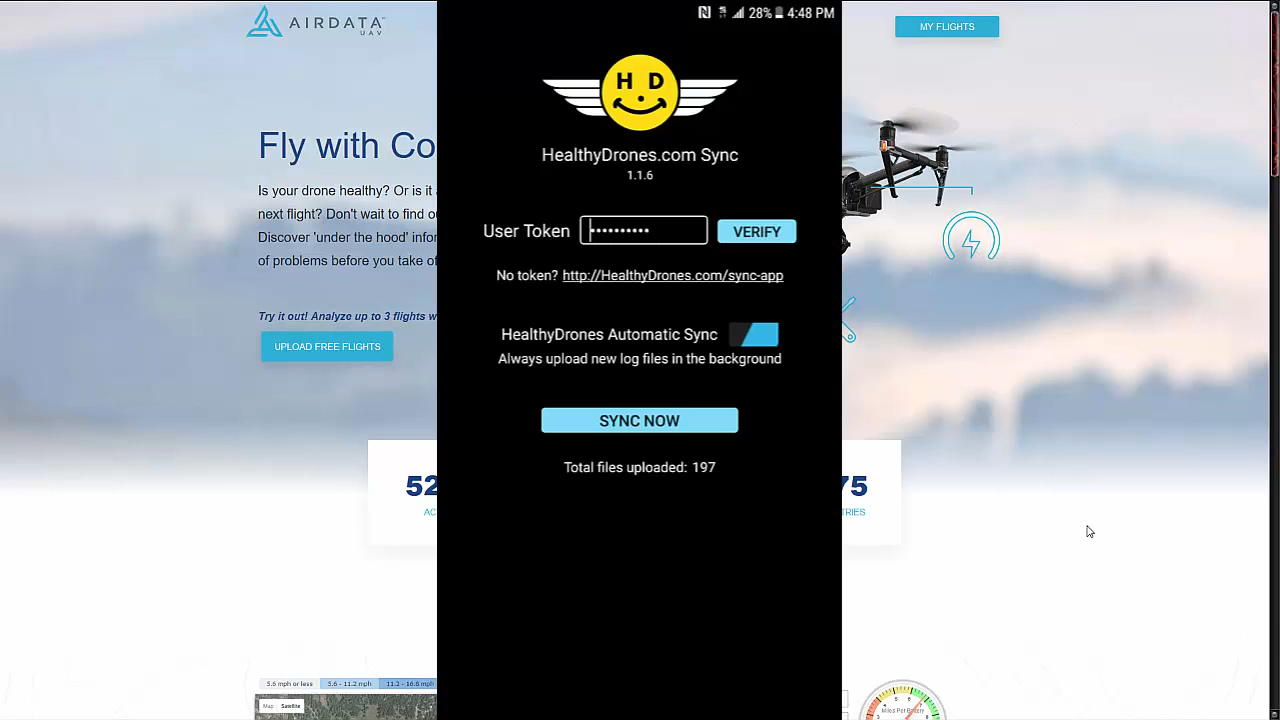 AIRDATA
UAV
MY FLIGHTS
Fly with Co
Is your drone healthy? Or is it
next flight? Don't wait to find
Discover 'under the hood'
of problems before you take
Try it out! Analyze up to 3 flights
UPLOAD FREE FLIGHTS
52
75
AC
TRIES
5.6 mph or less
5.6 - 11.2 mph
11.2 - 16.8 mph
Map
Satellite
Miles Per Battery
28% 4:48 PM
H D
HealthyDrones.com Sync
1.1.6
User Token ••••••••••
VERIFY
No token? http://HealthyDrones.com/sync-app
HealthyDrones Automatic Sync
Always upload new log files in the background
SYNC NOW
Total files uploaded: 197